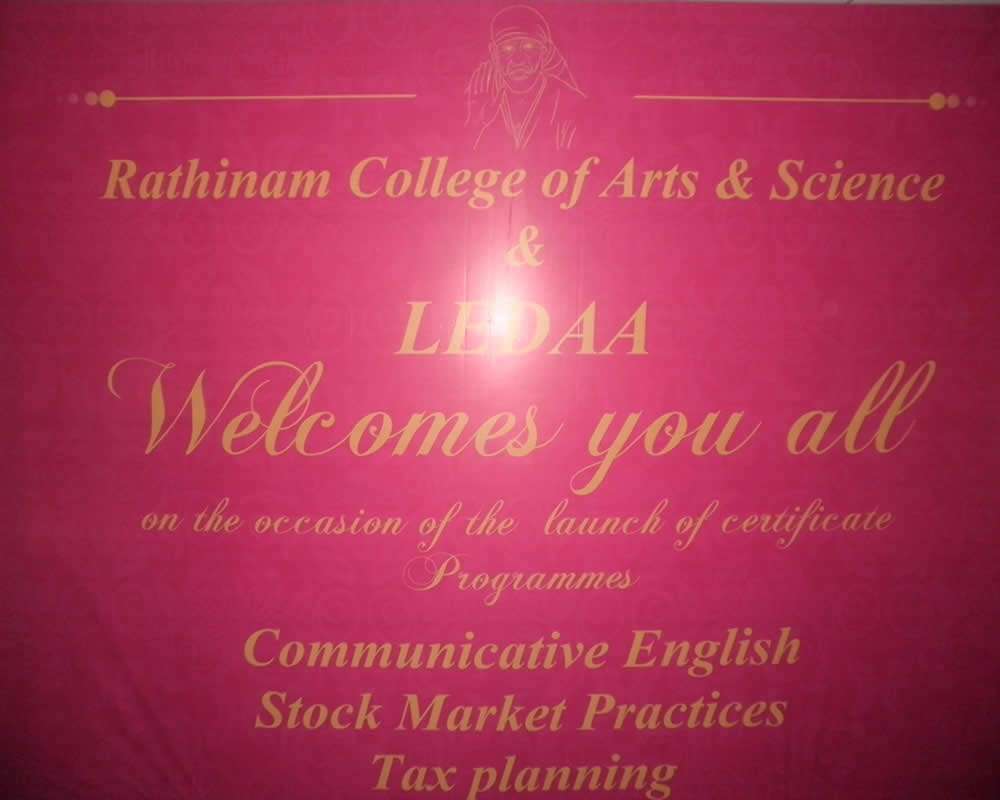 Rathinam College of Arts & Science
&
LEDAA
Welcomes you all
on the occasion of the launch of certificate
Programmes
Communicative English
Stock Market Practices
Tax planning